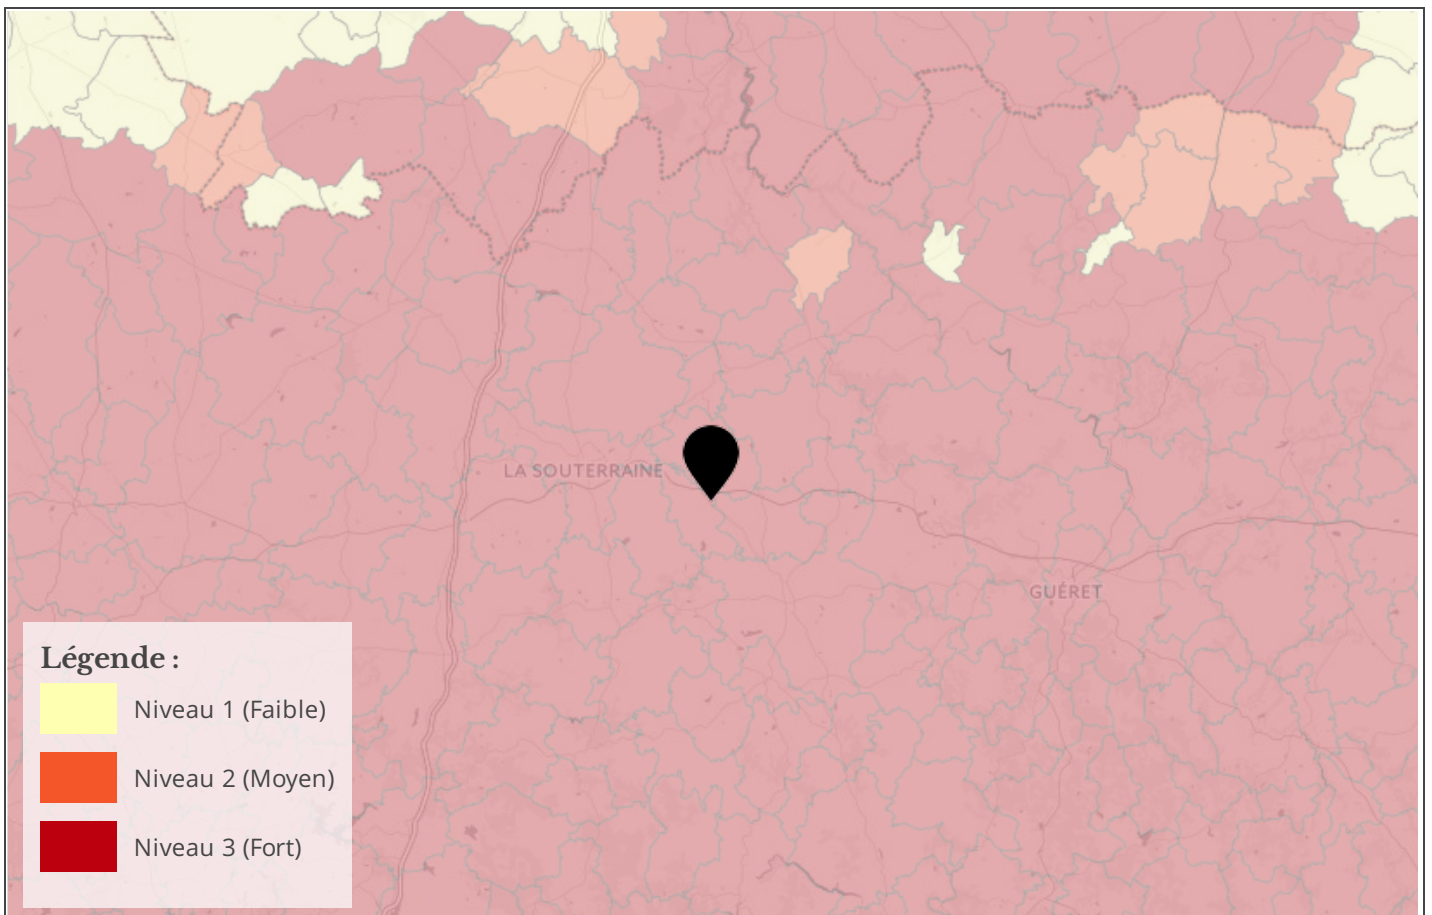 LA SOUTERRAINE
GUÉRET
Légende :
Niveau 1 (Faible)
Niveau 2 (Moyen)
Niveau 3 (Fort)